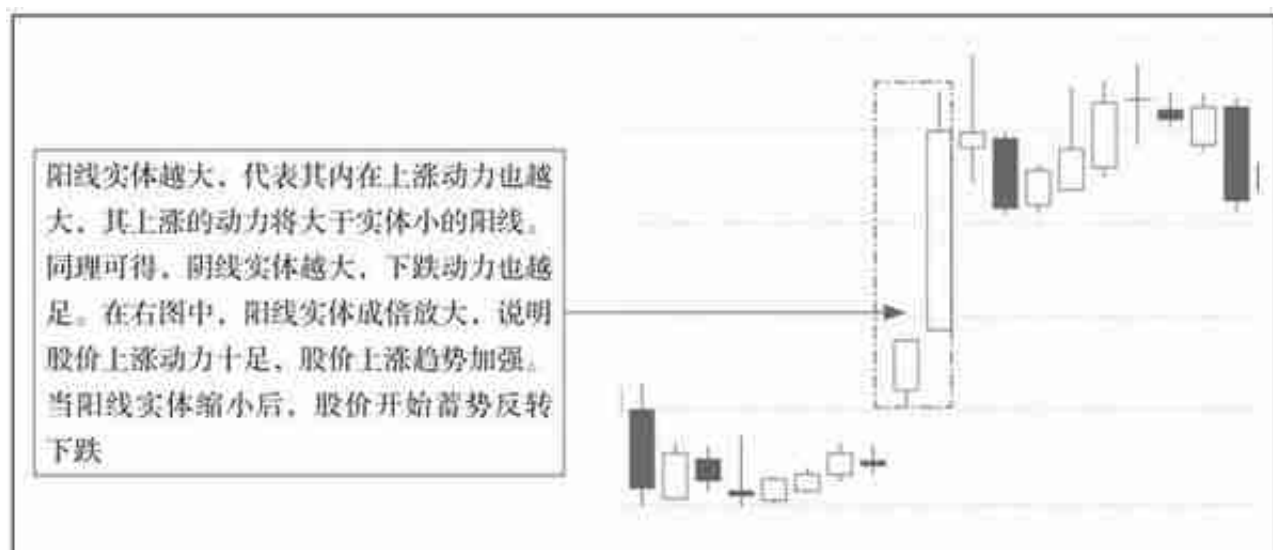 阳线实体越大，代表其内在上涨动力也越
大，其上涨的动力将大于实体小的阳线。
同理可得，阴线实体越大，下跌动力也越
足。在右图中，阳线实体成倍放大，说明
股价上涨动力十足，股价上涨趋势加强。
当阳线实体缩小后，股价开始蓄势反转
下跌